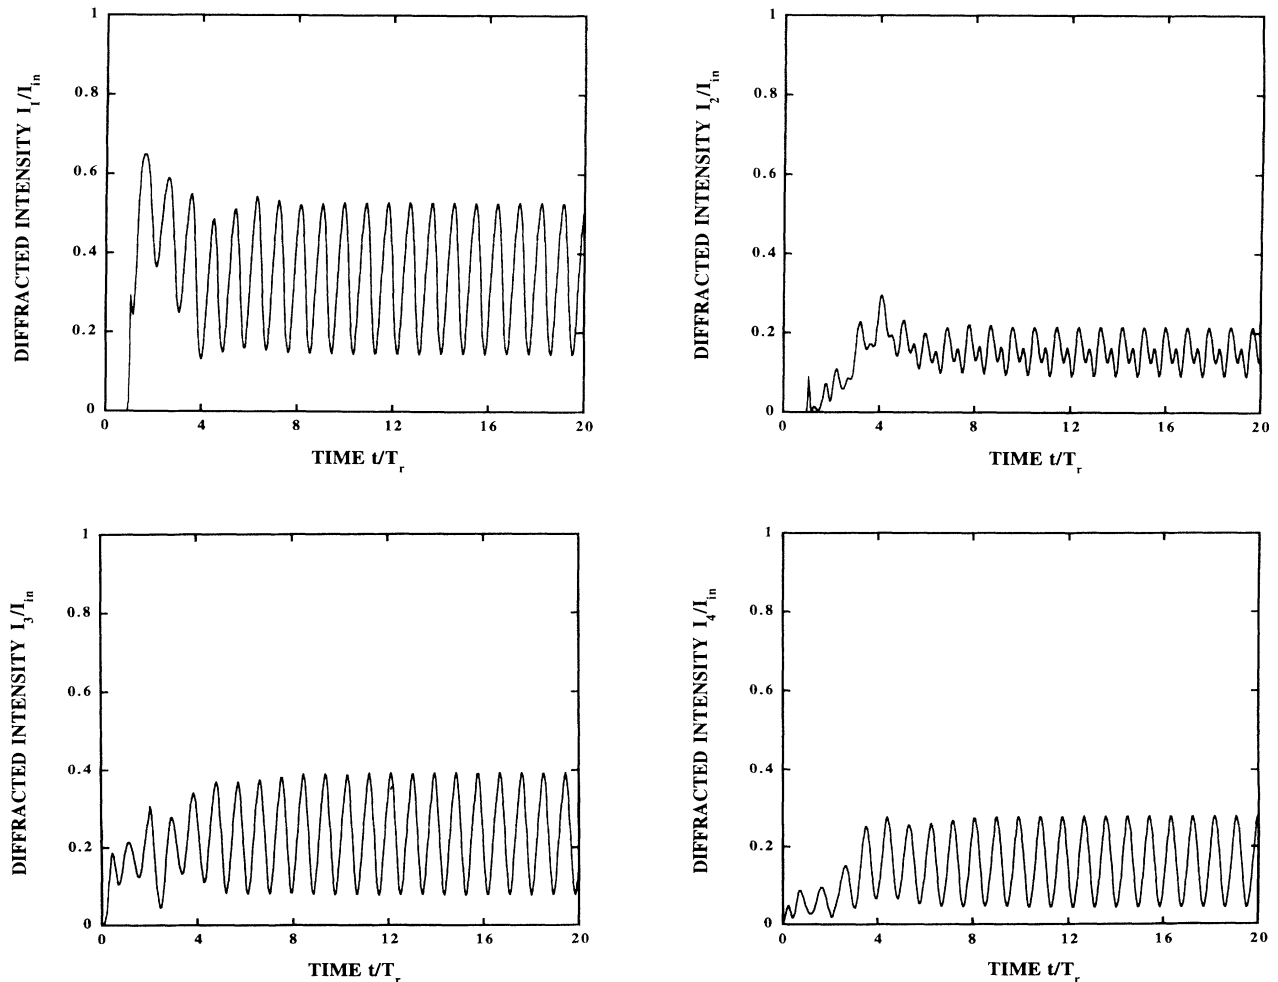 DIFFRACTED INTENSITY I1/Iin
1
0.8
0.6
0.4
0.2
0
0 4 8 12 16 20
TIME t/Tr
DIFFRACTED INTENSITY I2/Iin
1
0.8
0.6
0.4
0.2
0
0 4 8 12 16 20
TIME t/Tr
DIFFRACTED INTENSITY I3/Iin
1
0.8
0.6
0.4
0.2
0
0 4 8 12 16 20
TIME t/Tr
DIFFRACTED INTENSITY I4/Iin
1
0.8
0.6
0.4
0.2
0
0 4 8 12 16 20
TIME t/Tr